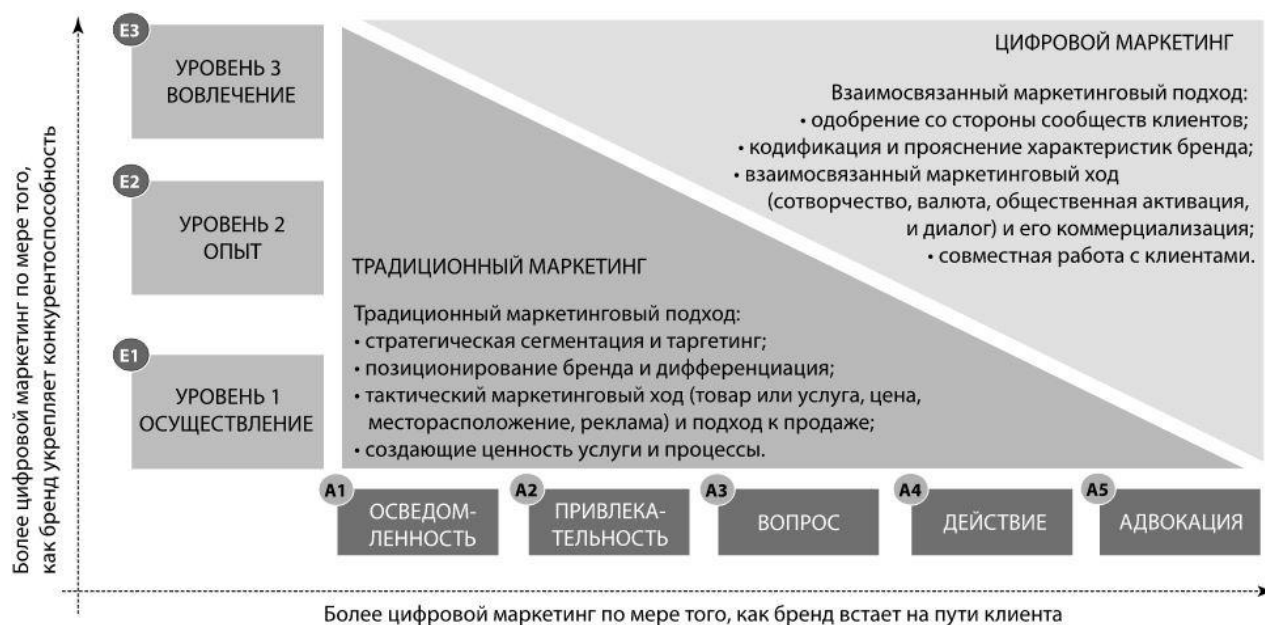 Более цифровой маркетинг по мере того,
как бренд укрепляет конкурентоспособность
E3
УРОВЕНЬ 3
ВОВЛЕЧЕНИЕ
E2
УРОВЕНЬ 2
ОПЫТ
E1
УРОВЕНЬ 1
ОСУЩЕСТВЛЕНИЕ
ЦИФРОВОЙ МАРКЕТИНГ
Взаимосвязанный маркетинговый подход:
• одобрение со стороны сообществ клиентов;
• кодификация и прояснение характеристик бренда;
• взаимосвязанный маркетинговый ход
(сотворчество, валюта, общественная активация,
и диалог) и его коммерциализация;
• совместная работа с клиентами.
ТРАДИЦИОННЫЙ МАРКЕТИНГ
Традиционный маркетинговый подход:
• стратегическая сегментация и таргетинг;
• позиционирование бренда и дифференциация;
• тактический маркетинговый ход (товар или услуга, цена,
месторасположение, реклама) и подход к продаже;
• создающие ценность услуги и процессы.
A1
ОСВЕДОМ-
ЛЕННОСТЬ
A2
ПРИВЛЕКА-
ТЕЛЬНОСТЬ
A3
ВОПРОС
A4
ДЕЙСТВИЕ
A5
АДВОКАЦИЯ
Более цифровой маркетинг по мере того, как бренд встает на пути клиента